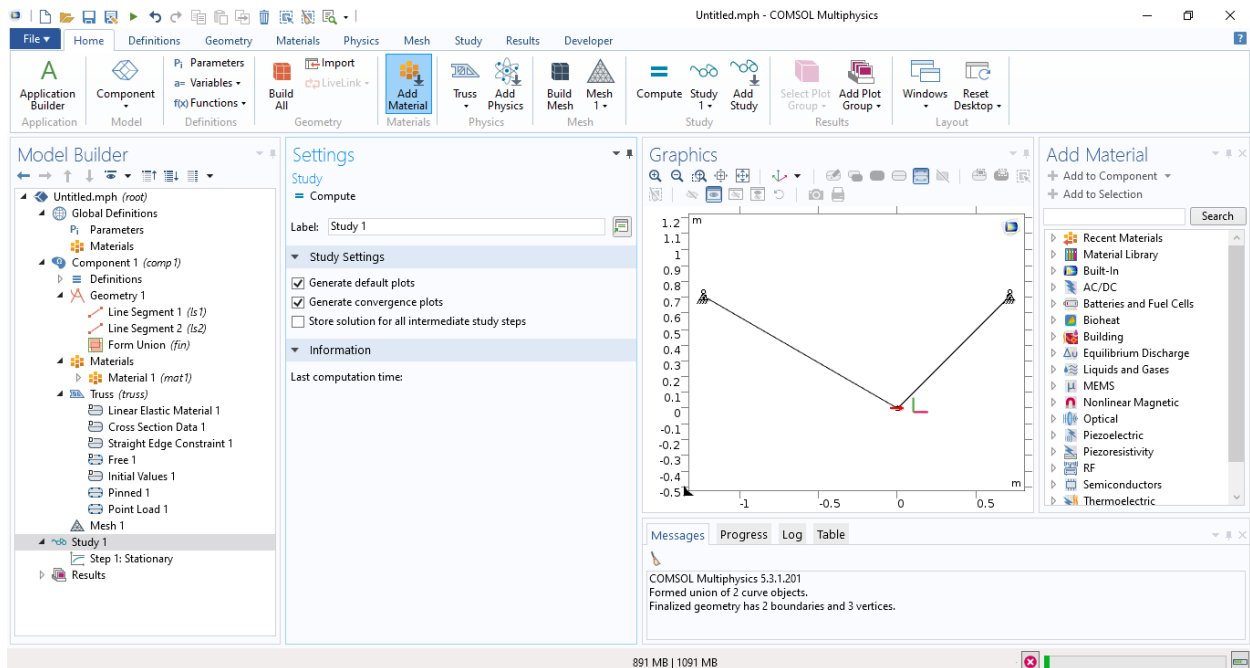 Untitled.mph - COMSOL Multiphysics
File Home Definitions Geometry Materials Physics Mesh Study Results Developer
Application Builder
Application
Component
Model
Pi Parameters
a= Variables
f(x) Functions
Definitions
Build All
Import
LiveLink
Geometry
Add Material
Materials
Truss
Add Physics
Physics
Build Mesh
Mesh 1
Mesh
Compute
Study 1
Add Study
Study
Select Plot Group
Add Plot Group
Results
Windows
Reset Desktop
Layout
Model Builder
Untitled.mph (root)
Global Definitions
Pi Parameters
Materials
Component 1 (comp1)
Definitions
Geometry 1
Line Segment 1 (ls1)
Line Segment 2 (ls2)
Form Union (fin)
Materials
Material 1 (mat1)
Truss (truss)
Linear Elastic Material 1
Cross Section Data 1
Straight Edge Constraint 1
Free 1
Initial Values 1
Pinned 1
Point Load 1
Mesh 1
Study 1
Step 1: Stationary
Results
Settings
Study
= Compute
Label: Study 1
Study Settings
Generate default plots
Generate convergence plots
Store solution for all intermediate study steps
Information
Last computation time:
Graphics
m
1.2
1.1
1
0.9
0.8
0.7
0.6
0.5
0.4
0.3
0.2
0.1
0
-0.1
-0.2
-0.3
-0.4
-0.5
m
-1 -0.5 0 0.5
Add Material
+ Add to Component
+ Add to Selection
Search
Recent Materials
Material Library
Built-In
AC/DC
Batteries and Fuel Cells
Bioheat
Building
Equilibrium Discharge
Liquids and Gases
MEMS
Nonlinear Magnetic
Optical
Piezoelectric
Piezoresistivity
RF
Semiconductors
Thermoelectric
Messages Progress Log Table
COMSOL Multiphysics 5.3.1.201
Formed union of 2 curve objects.
Finalized geometry has 2 boundaries and 3 vertices.
891 MB | 1091 MB